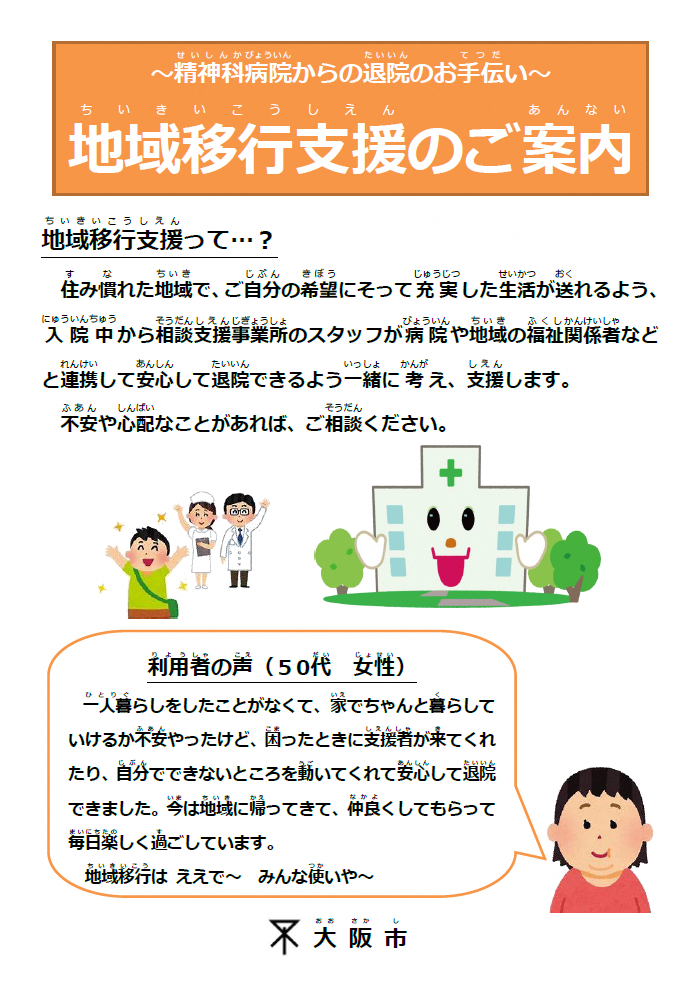 ～精神科病院からの退院のお手伝い～
地域移行支援のご案内
地域移行支援って…？
住み慣れた地域で、ご自分の希望にそって充実した生活が送れるよう、
入院中から相談支援事業所のスタッフが病院や地域の福祉関係者など
と連携して安心して退院できるよう一緒に考え、支援します。
不安や心配なことがあれば、ご相談ください。
利用者の声（５０代　女性）
一人暮らしをしたことがなくて、家でちゃんと暮らして
いけるか不安やったけど、困ったときに支援者が来てくれ
たり、自分でできないところを動いてくれて安心して退院
できました。今は地域に帰ってきて、仲良くしてもらって
毎日楽しく過ごしています。
地域移行は ええで～　みんな使いや～
大阪市